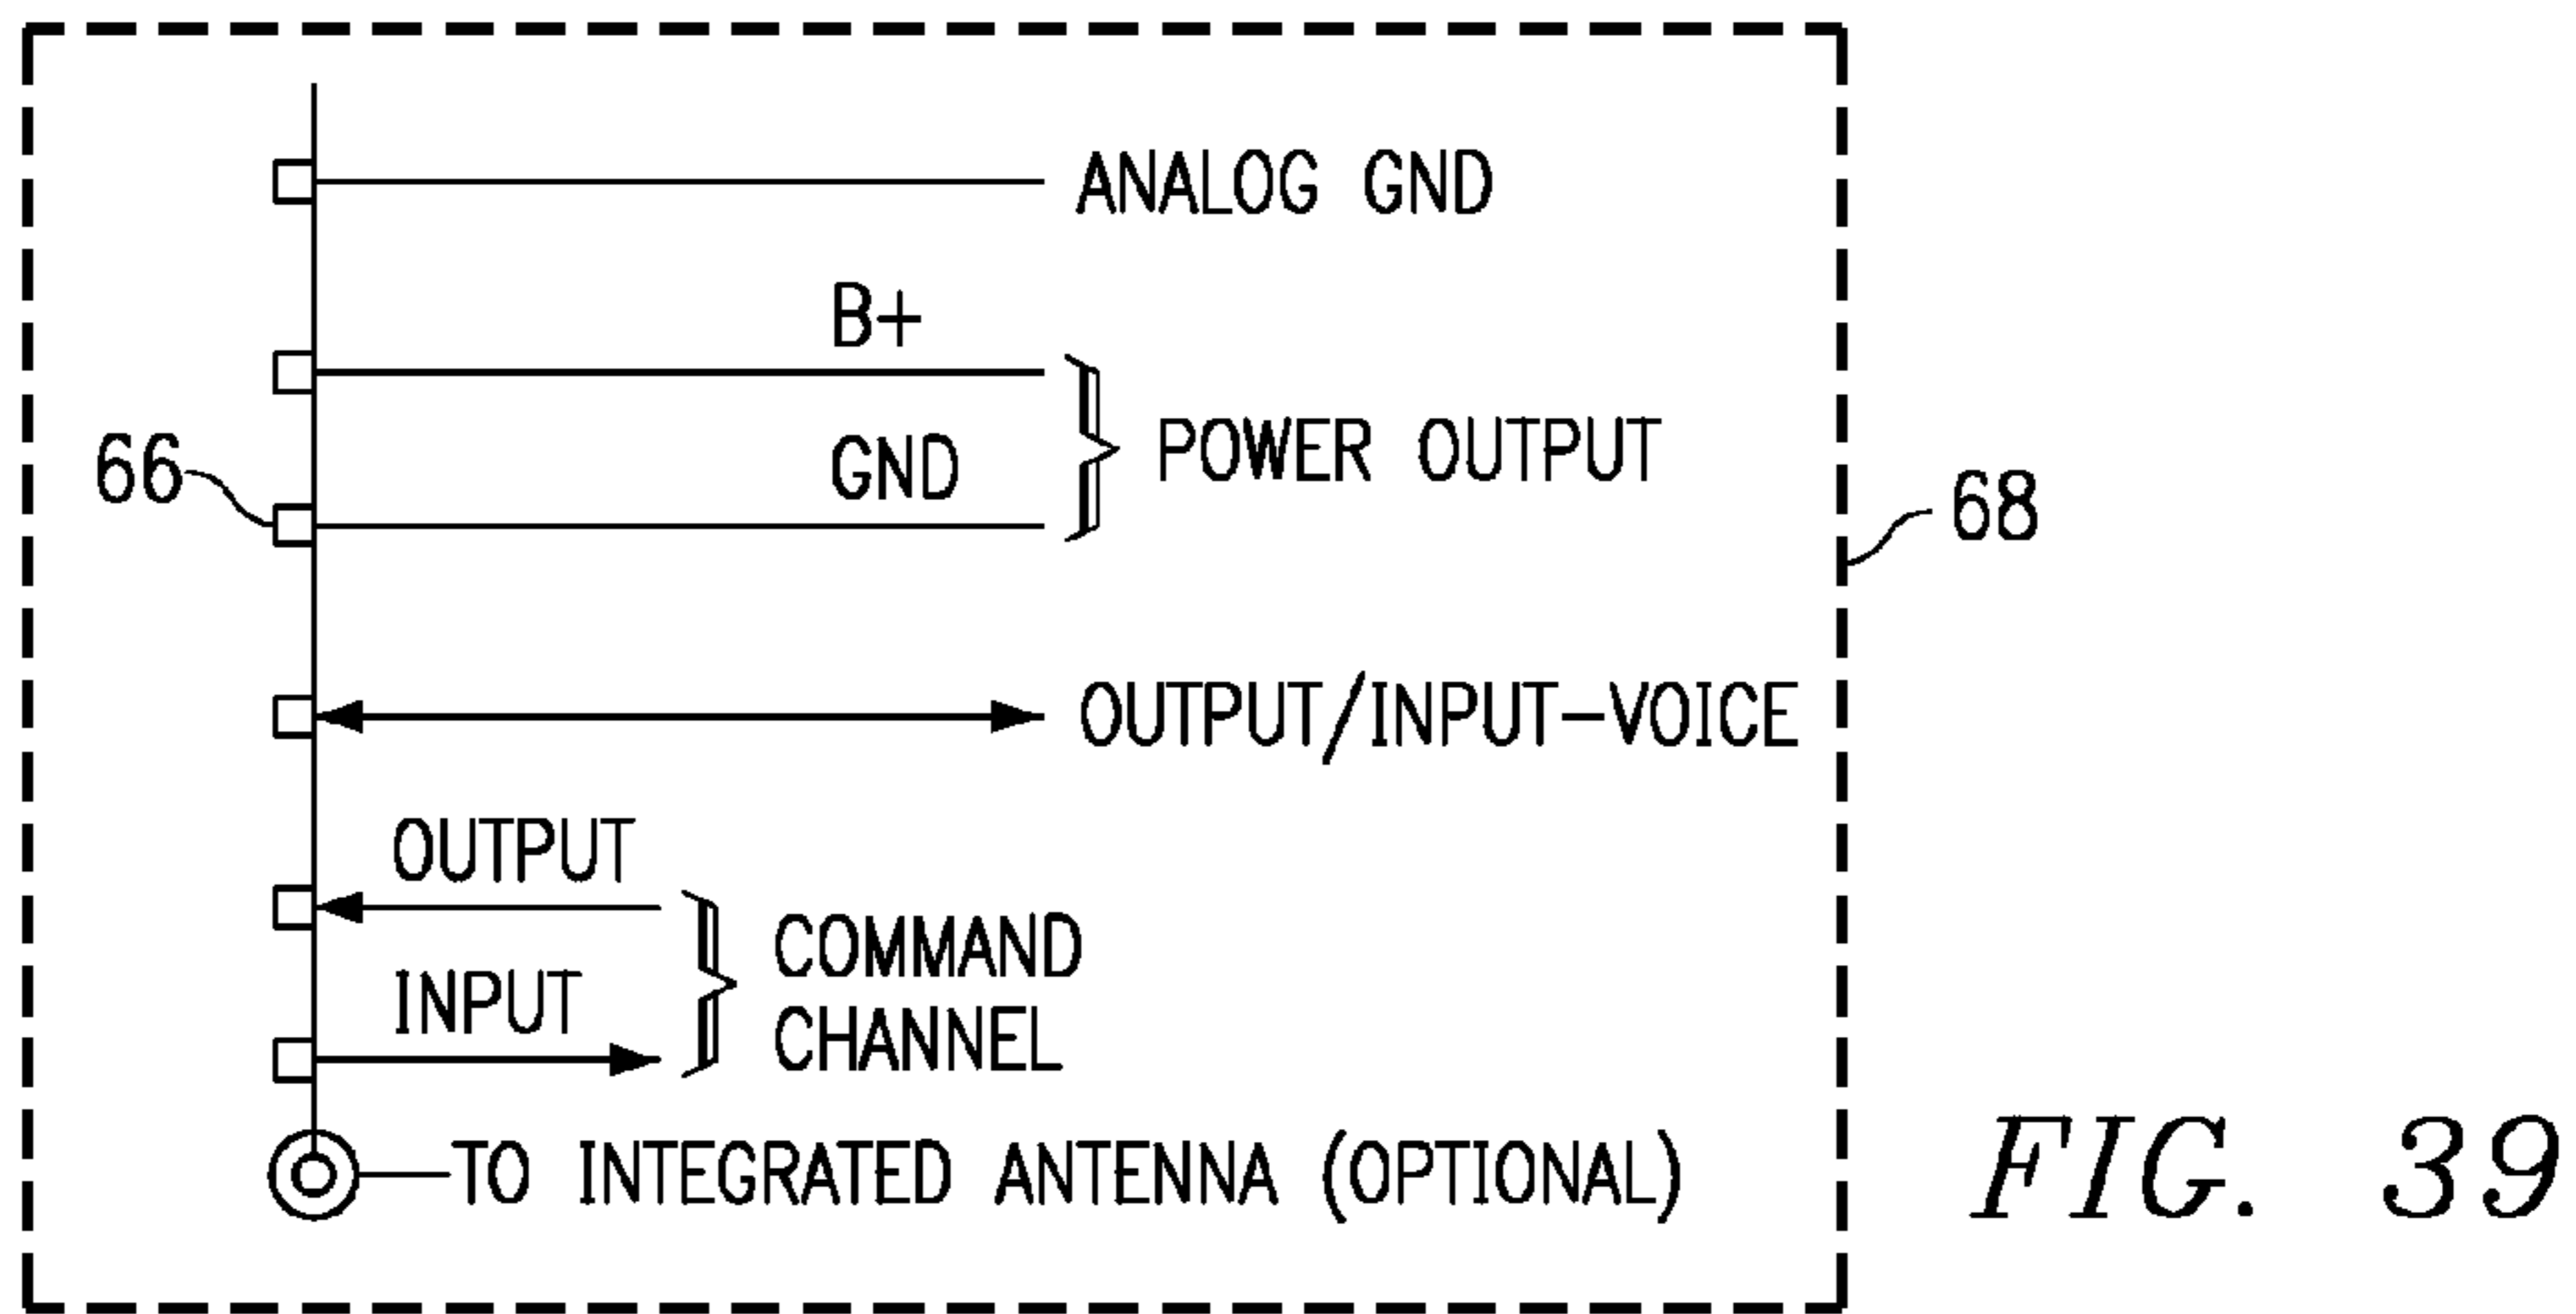 ANALOG GND
B+
GND
POWER OUTPUT
66
68
OUTPUT/INPUT-VOICE
OUTPUT
INPUT
COMMAND
CHANNEL
TO INTEGRATED ANTENNA (OPTIONAL)
FIG. 39